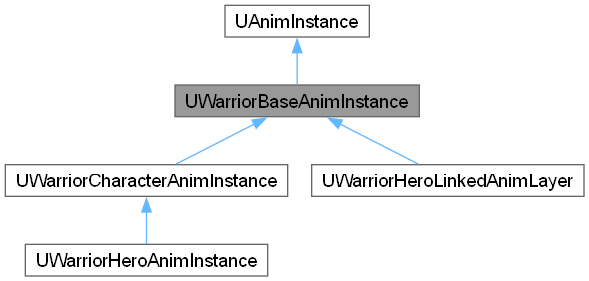 UAnimInstance
UWarriorBaseAnimInstance
UWarriorCharacterAnimInstance
UWarriorHeroLinkedAnimLayer
UWarriorHeroAnimInstance